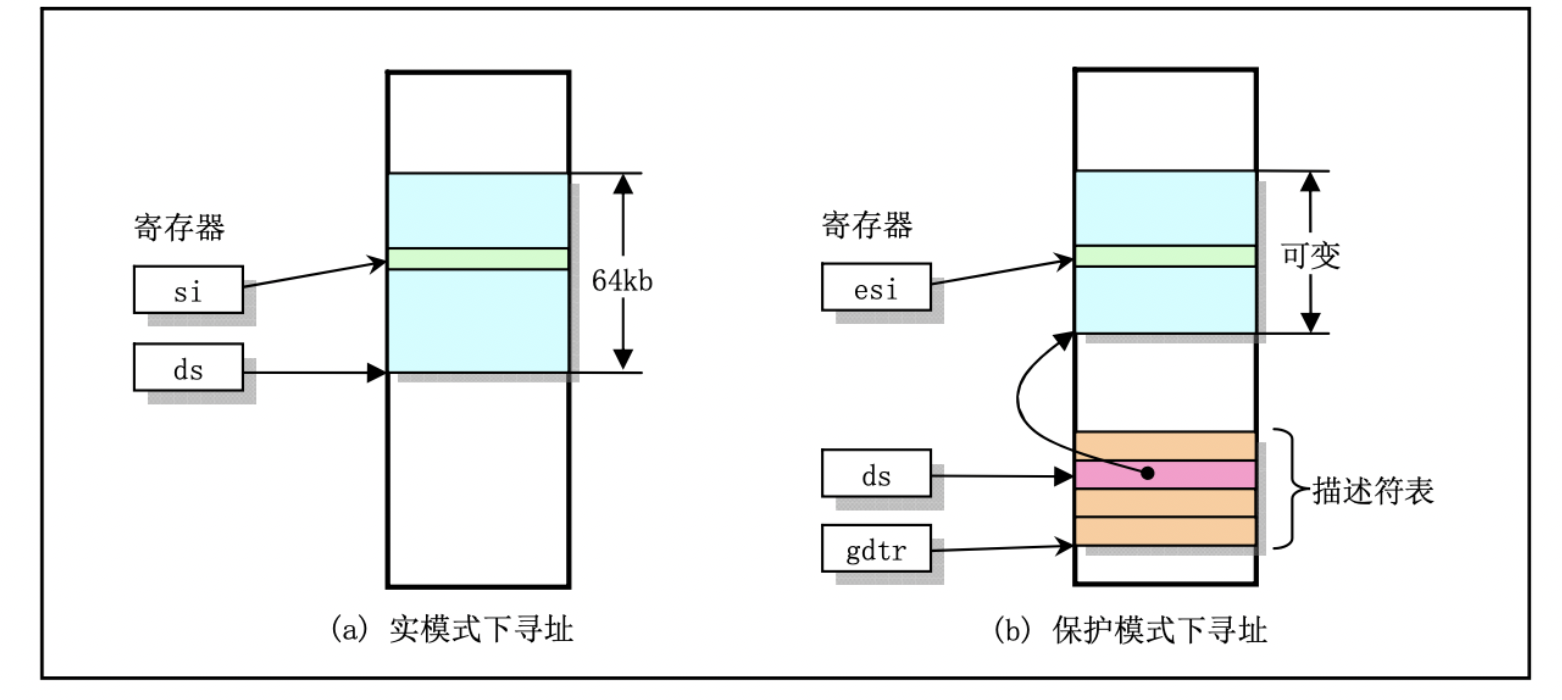 寄存器
si
ds
64kb
(a) 实模式下寻址
寄存器
esi
可变
ds
gdtr
描述符表
(b) 保护模式下寻址